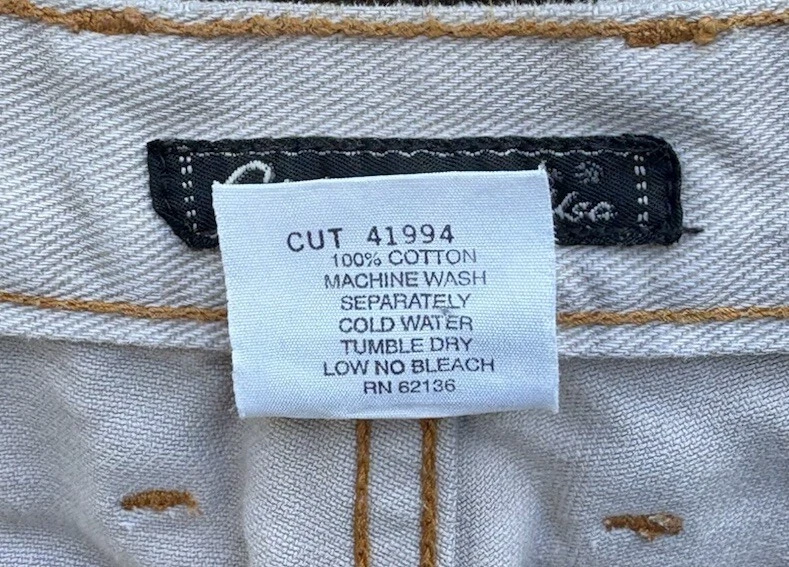 CUT 41994
100% COTTON
MACHINE WASH
SEPARATELY
COLD WATER
TUMBLE DRY
LOW NO BLEACH
RN 62136